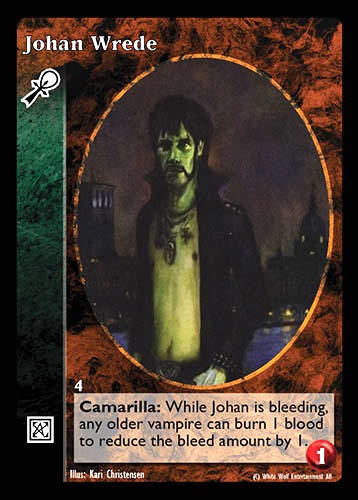 Johan Wrede
4
Camarilla: While Johan is bleeding,
any older vampire can burn 1 blood
to reduce the bleed amount by 1.
1
Illus: Kari Christensen
(C) White Wolf Entertainment AB